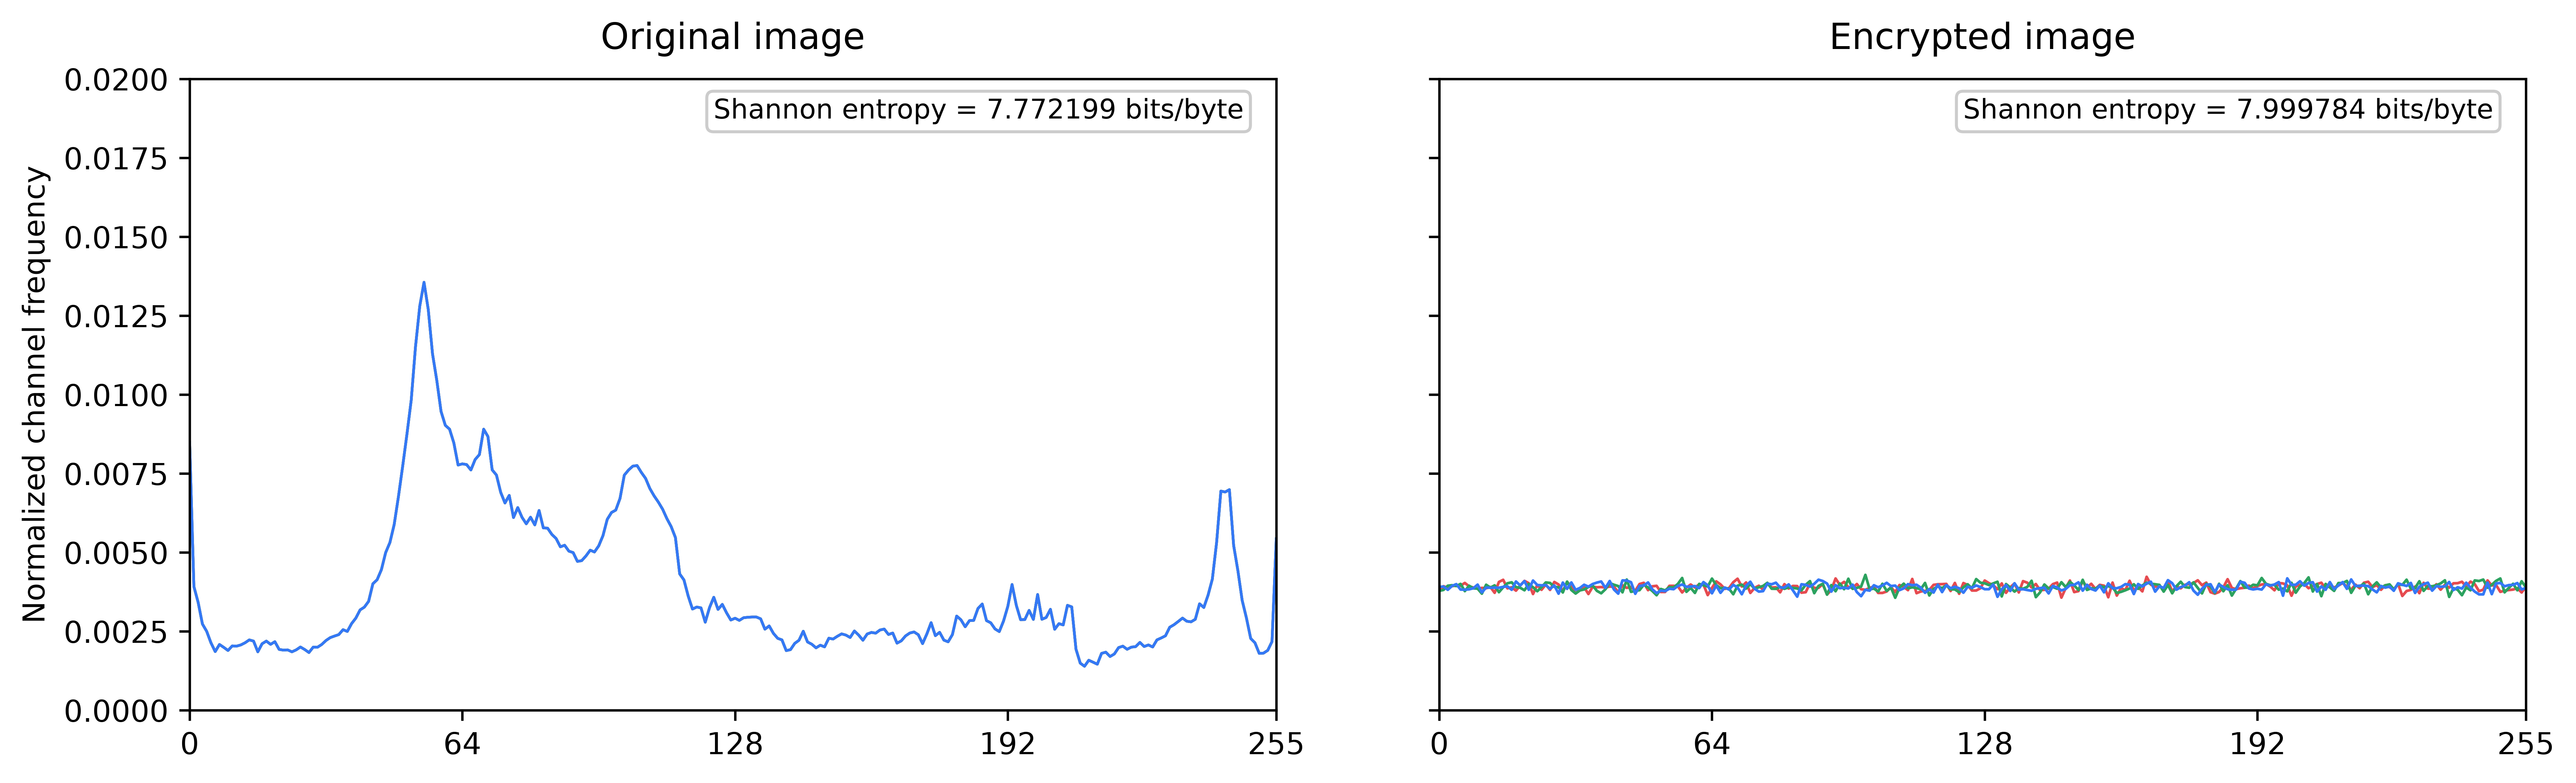 Original image
Encrypted image
Shannon entropy = 7.772199 bits/byte
Shannon entropy = 7.999784 bits/byte
Normalized channel frequency
0.0200
0.0175
0.0150
0.0125
0.0100
0.0075
0.0050
0.0025
0.0000
0 64 128 192 255
0 64 128 192 255